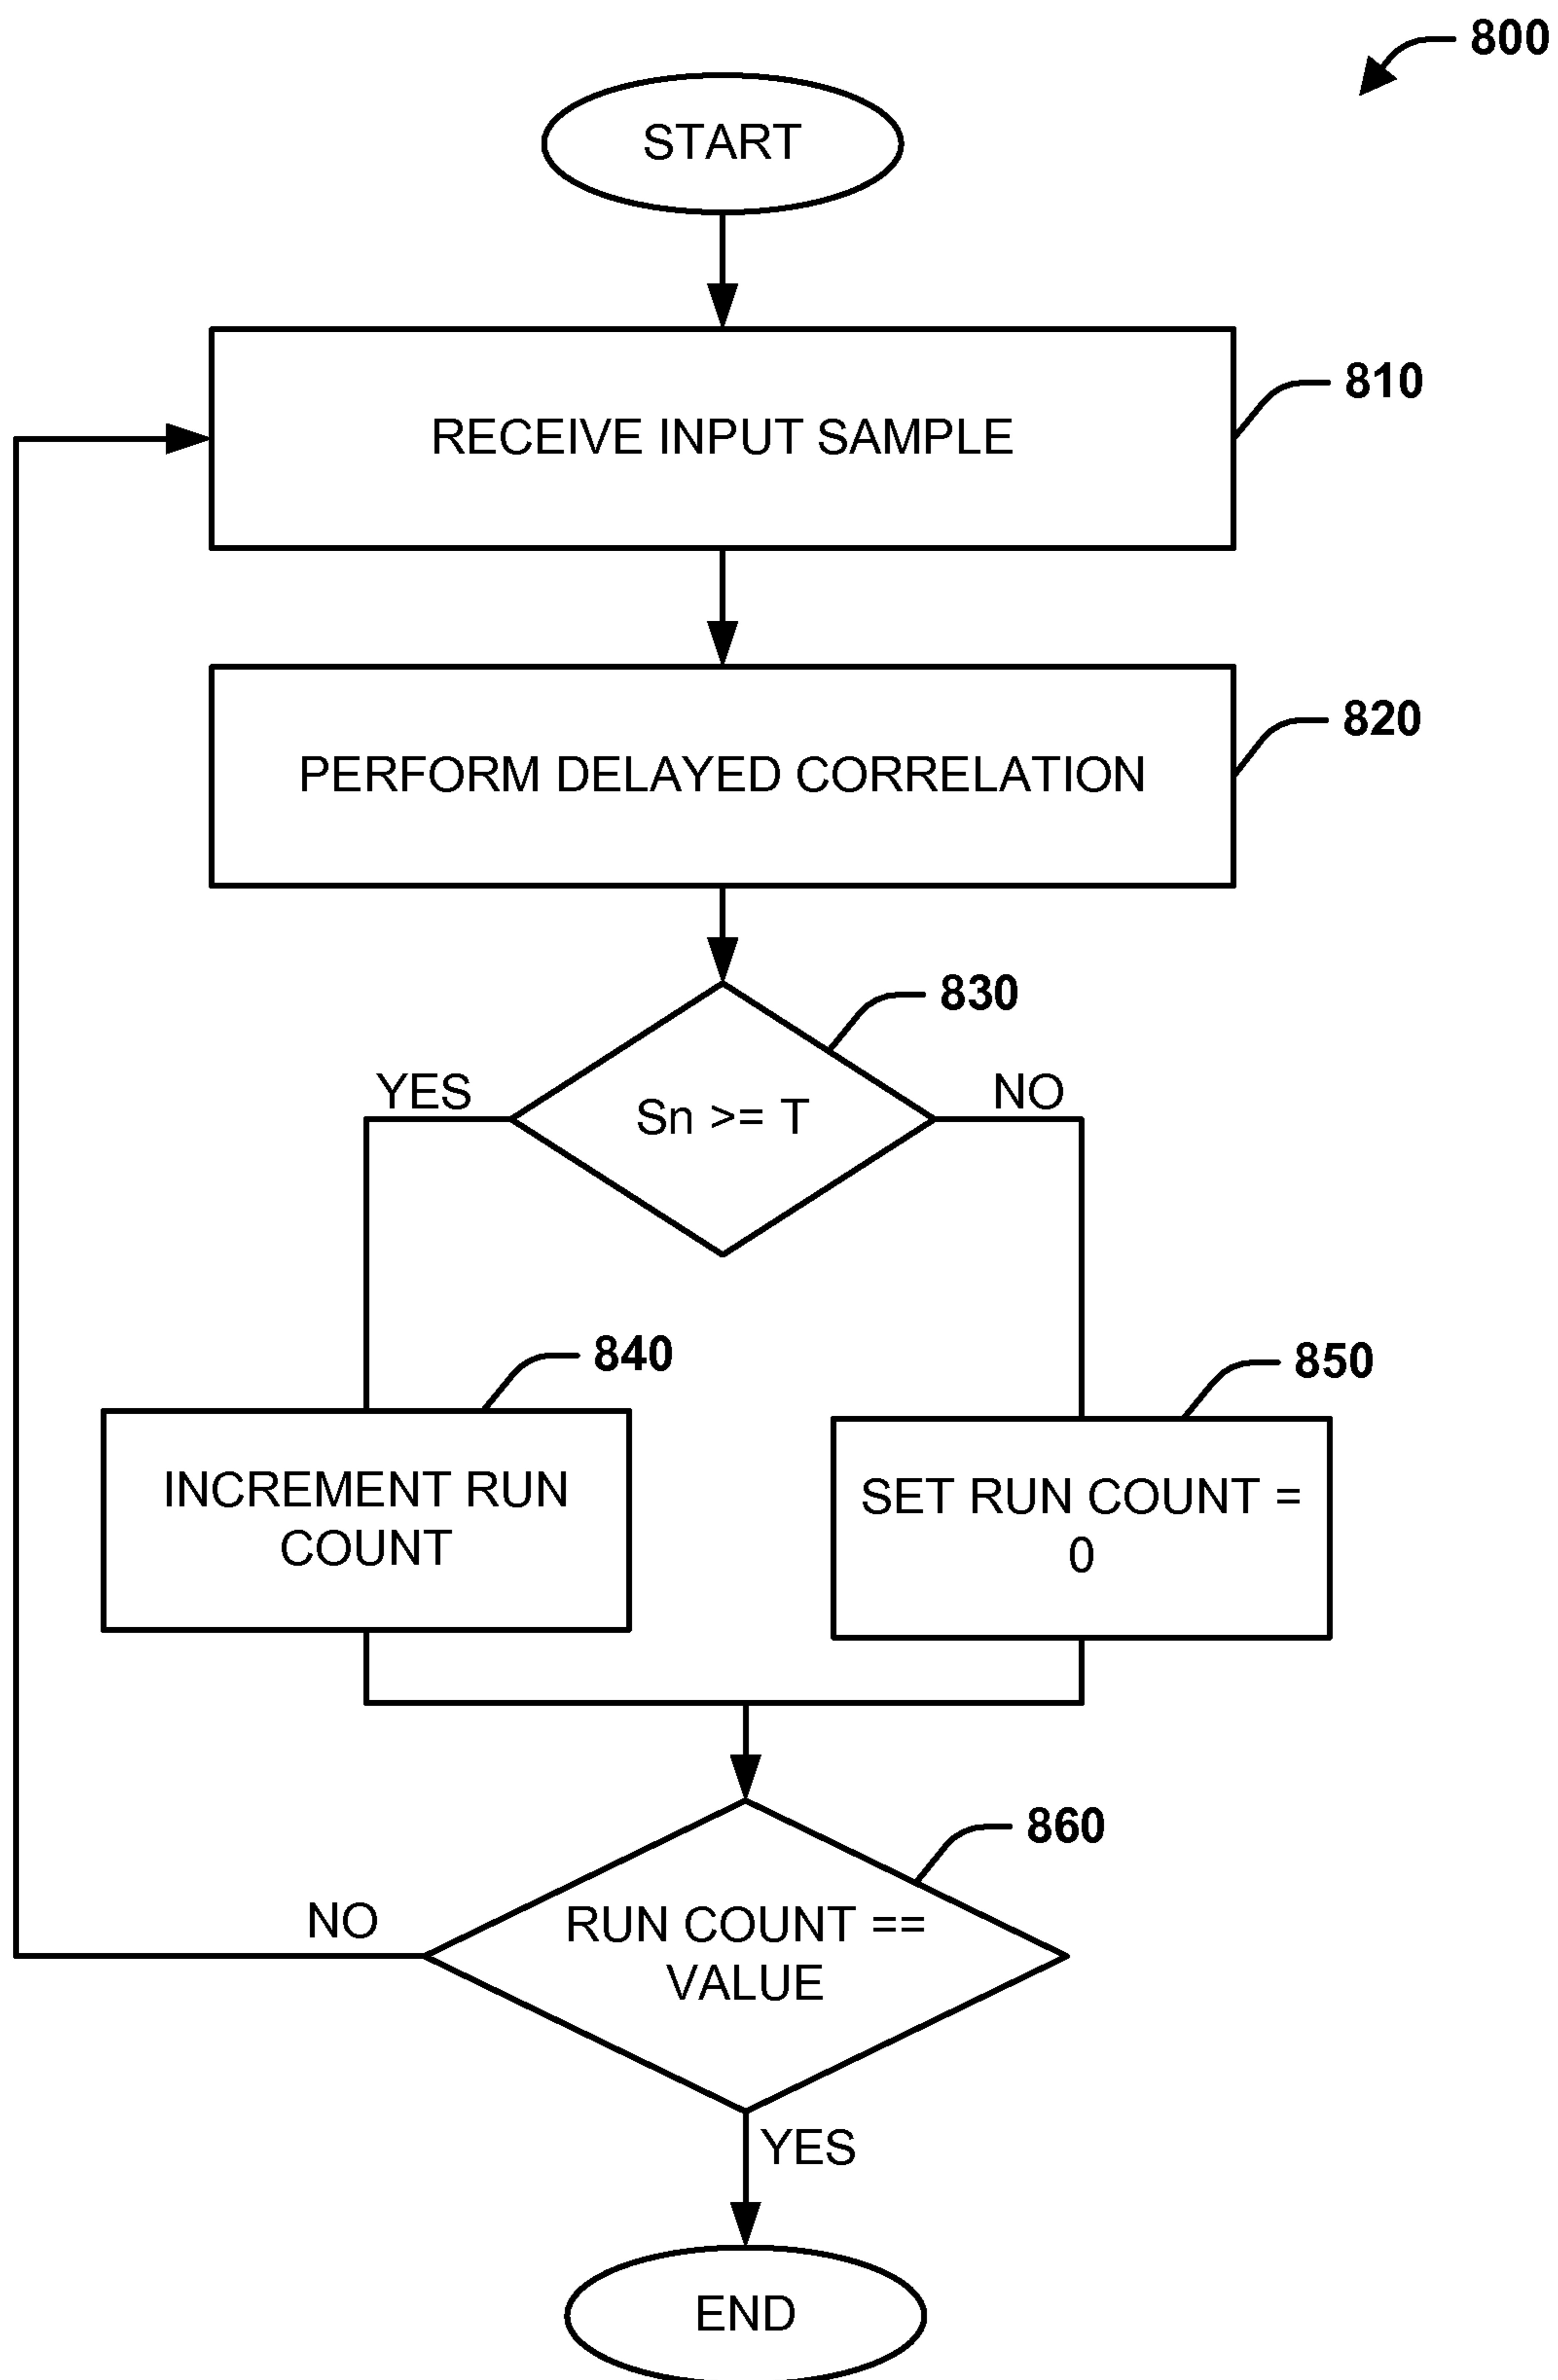 800
START
RECEIVE INPUT SAMPLE
810
PERFORM DELAYED CORRELATION
820
830
YES
Sn >= T
NO
840
INCREMENT RUN
COUNT
850
SET RUN COUNT =
0
860
NO
RUN COUNT ==
VALUE
YES
END